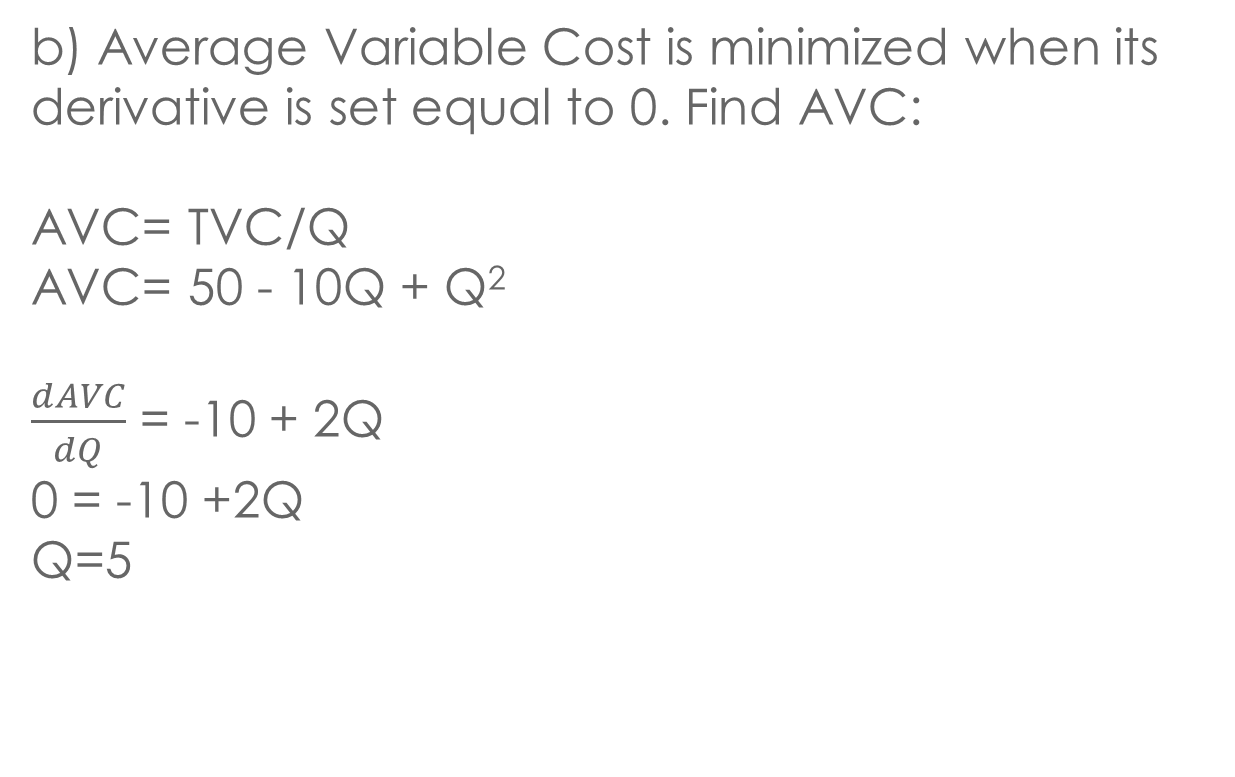 b) Average Variable Cost is minimized when its
derivative is set equal to 0. Find AVC:
AVC= TVC/Q
AVC= 50 - 10Q + Q²
dAVC/dQ = -10 + 2Q
0 = -10 +2Q
Q=5